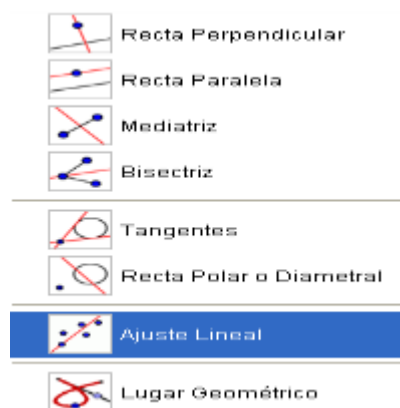 Recta Perpendicular
Recta Paralela
Mediatriz
Bisectriz
Tangentes
Recta Polar o Diametral
Ajuste Lineal
Lugar Geométrico